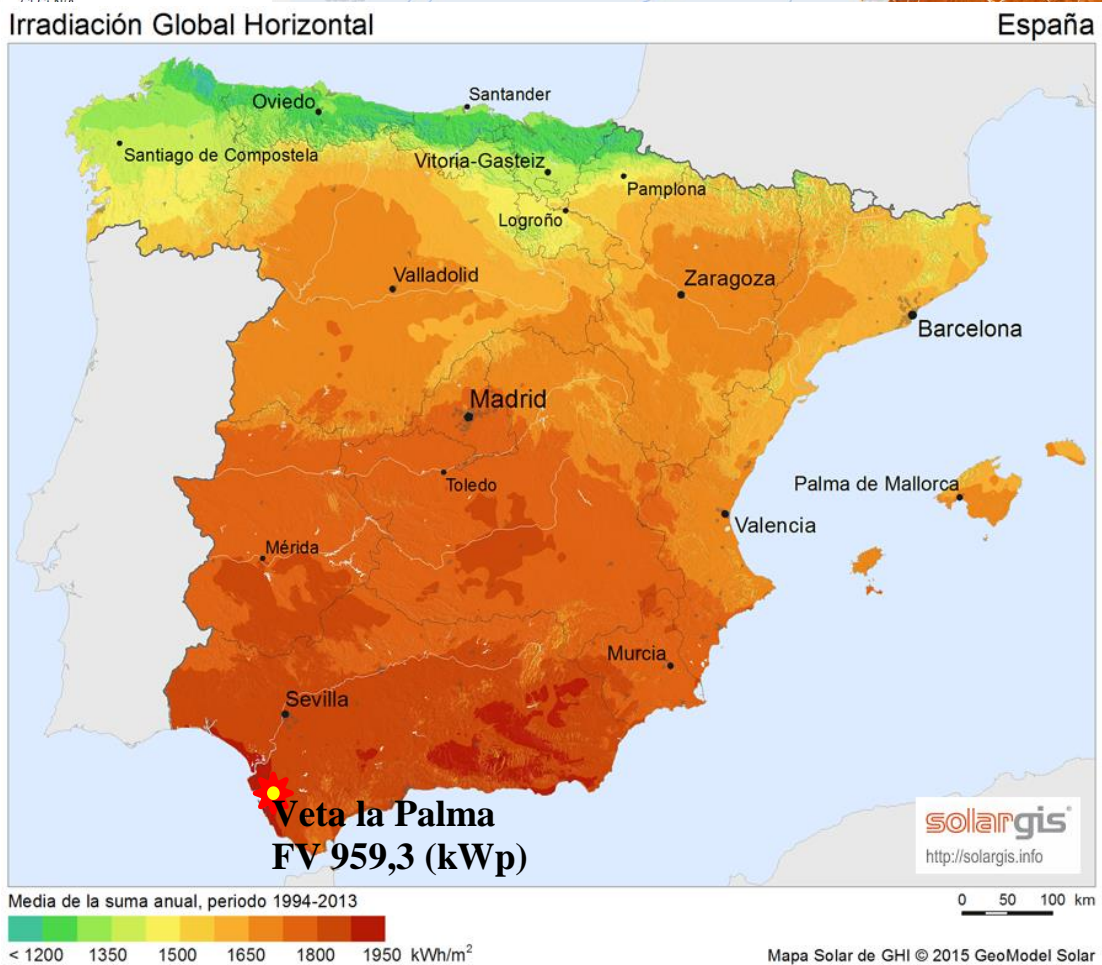 Irradiación Global Horizontal
España
Oviedo
Santander
Santiago de Compostela
Vitoria-Gasteiz
Pamplona
Logroño
Valladolid
Zaragoza
Barcelona
Madrid
Toledo
Palma de Mallorca
Valencia
Mérida
Murcia
Sevilla
Veta la Palma
FV 959,3 (kWp)
solargis
http://solargis.info
Media de la suma anual, periodo 1994-2013
0 50 100 km
< 1200 1350 1500 1650 1800 1950 kWh/m²
Mapa Solar de GHI © 2015 GeoModel Solar